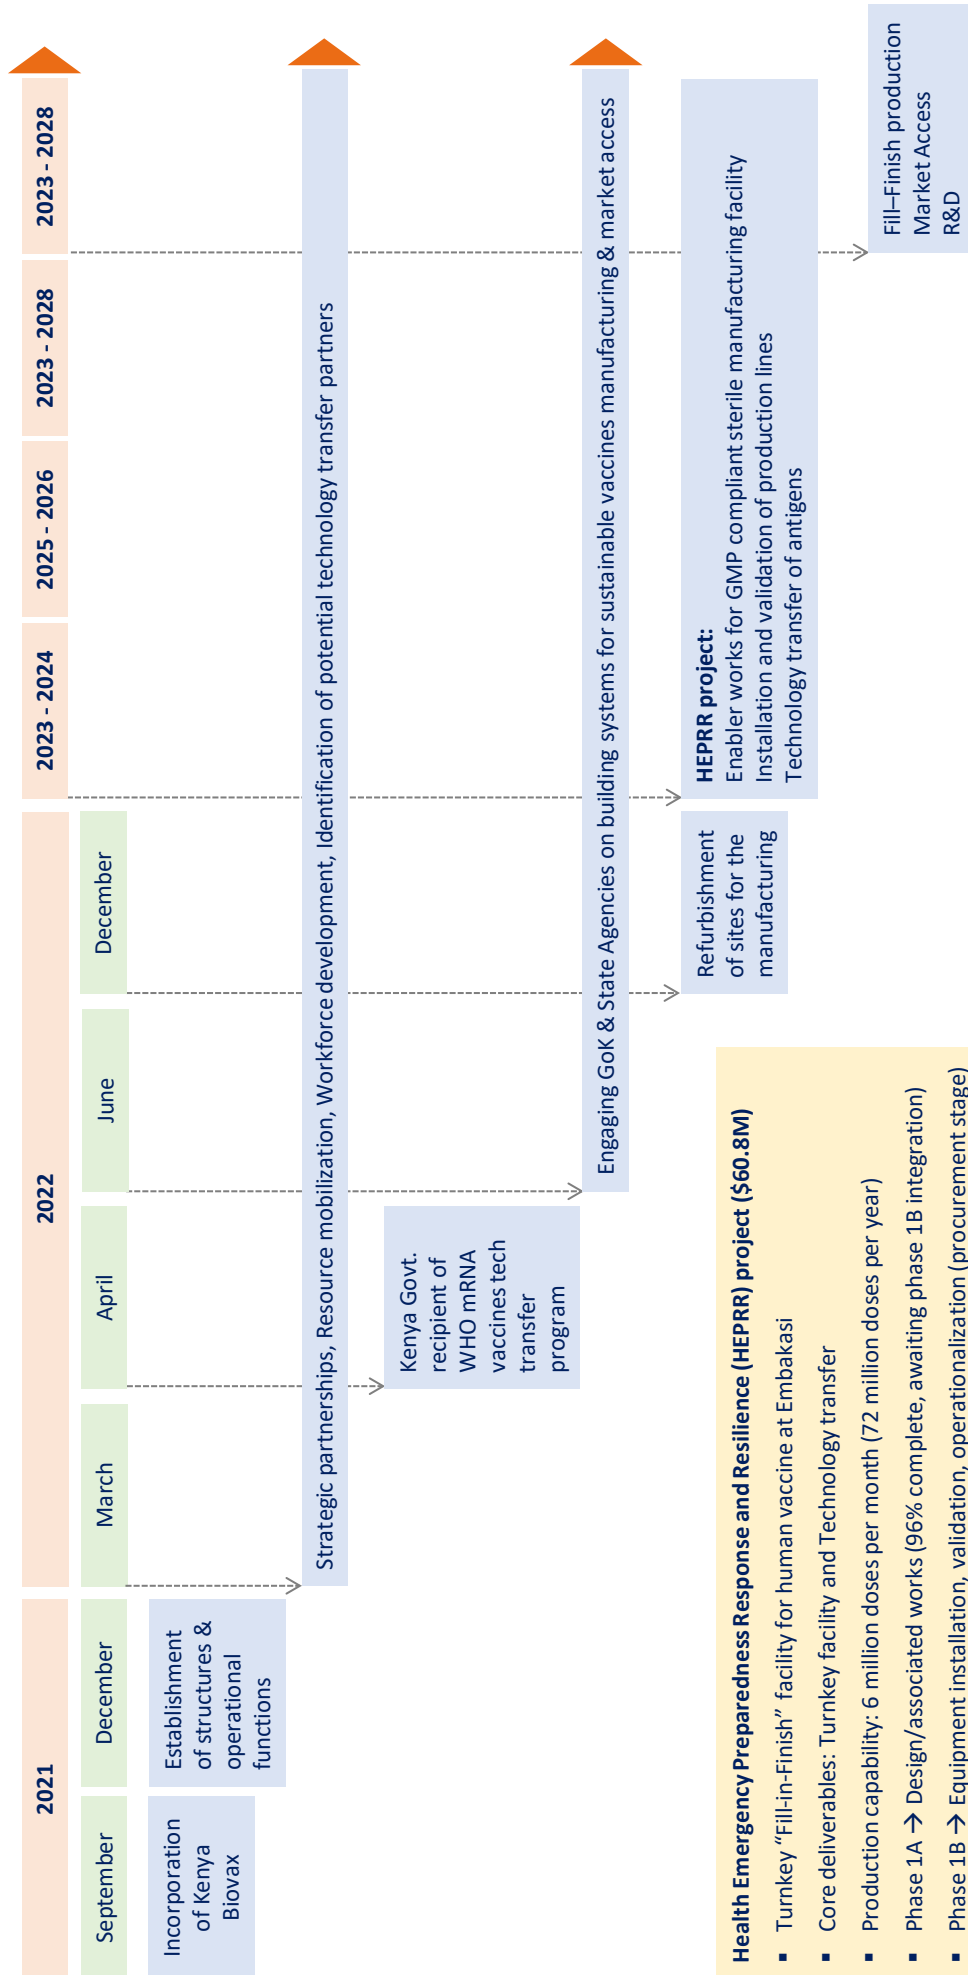 2021
2022
2023 - 2024
2025 - 2026
2023 - 2028
2023 - 2028
September
December
March
April
June
December
Incorporation
of Kenya
Biovax
Establishment
of structures &
operational
functions
Strategic partnerships, Resource mobilization, Workforce development, Identification of potential technology transfer partners
Kenya Govt.
recipient of
WHO mRNA
vaccines tech
transfer
program
Engaging GoK & State Agencies on building systems for sustainable vaccines manufacturing & market access
Refurbishment
of sites for the
manufacturing
HEPRR project:
Enabler works for GMP compliant sterile manufacturing facility
Installation and validation of production lines
Technology transfer of antigens
Fill–Finish production
Market Access
R&D
Health Emergency Preparedness Response and Resilience (HEPRR) project ($60.8M)
▪ Turnkey “Fill-in-Finish” facility for human vaccine at Embakasi
▪ Core deliverables: Turnkey facility and Technology transfer
▪ Production capability: 6 million doses per month (72 million doses per year)
▪ Phase 1A → Design/associated works (96% complete, awaiting phase 1B integration)
▪ Phase 1B → Equipment installation, validation, operationalization (procurement stage)